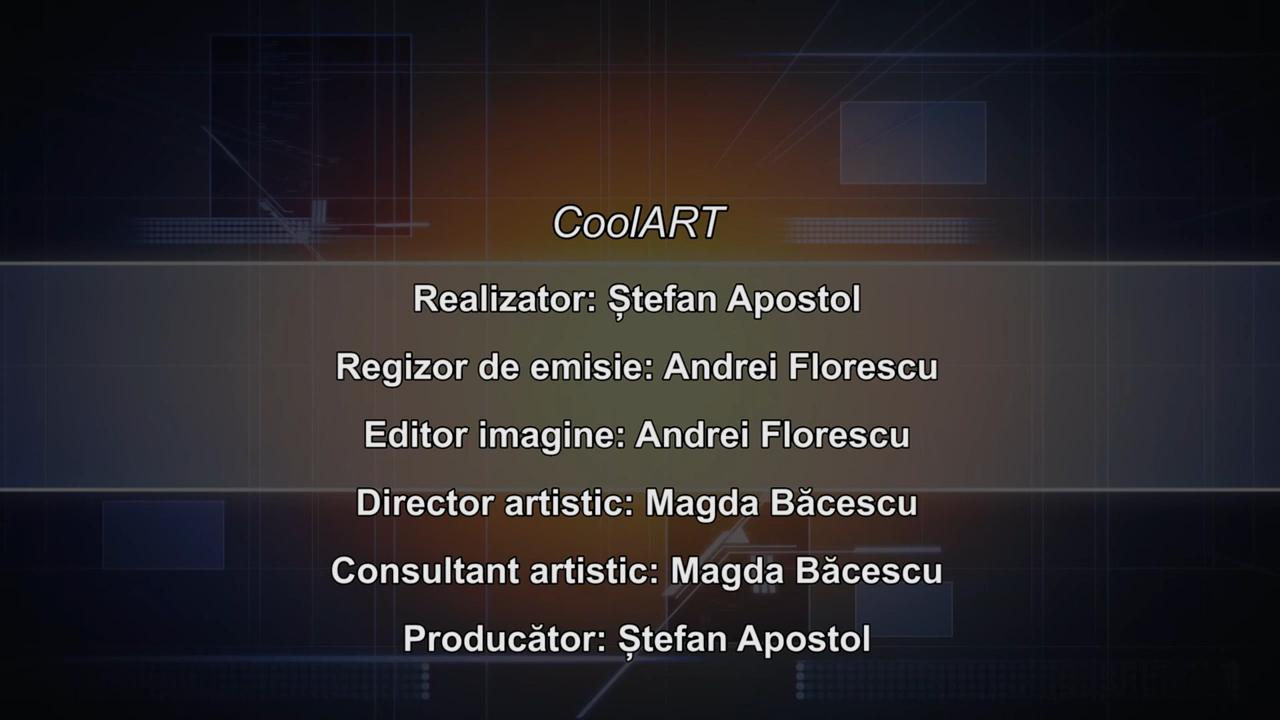 CoolART
Realizator: Ștefan Apostol
Regizor de emisie: Andrei Florescu
Editor imagine: Andrei Florescu
Director artistic: Magda Băcescu
Consultant artistic: Magda Băcescu
Producător: Ștefan Apostol